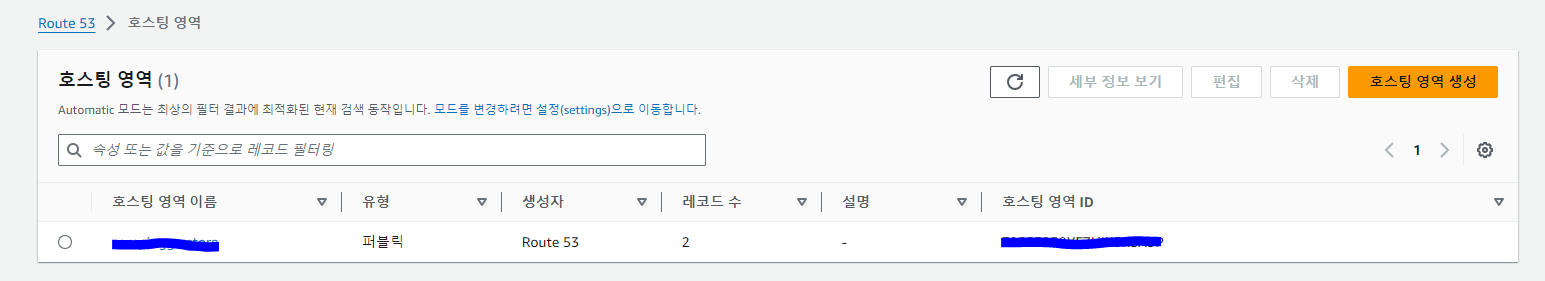 Route 53 > 호스팅 영역
호스팅 영역 (1)
세부 정보 보기 편집 삭제 호스팅 영역 생성
Automatic 모드는 최상의 필터 결과에 최적화된 현재 검색 동작입니다. 모드를 변경하려면 설정(settings)으로 이동합니다.
속성 또는 값을 기준으로 레코드 필터링
1
호스팅 영역 이름 유형 생성자 레코드 수 설명 호스팅 영역 ID
퍼블릭 Route 53 2 -